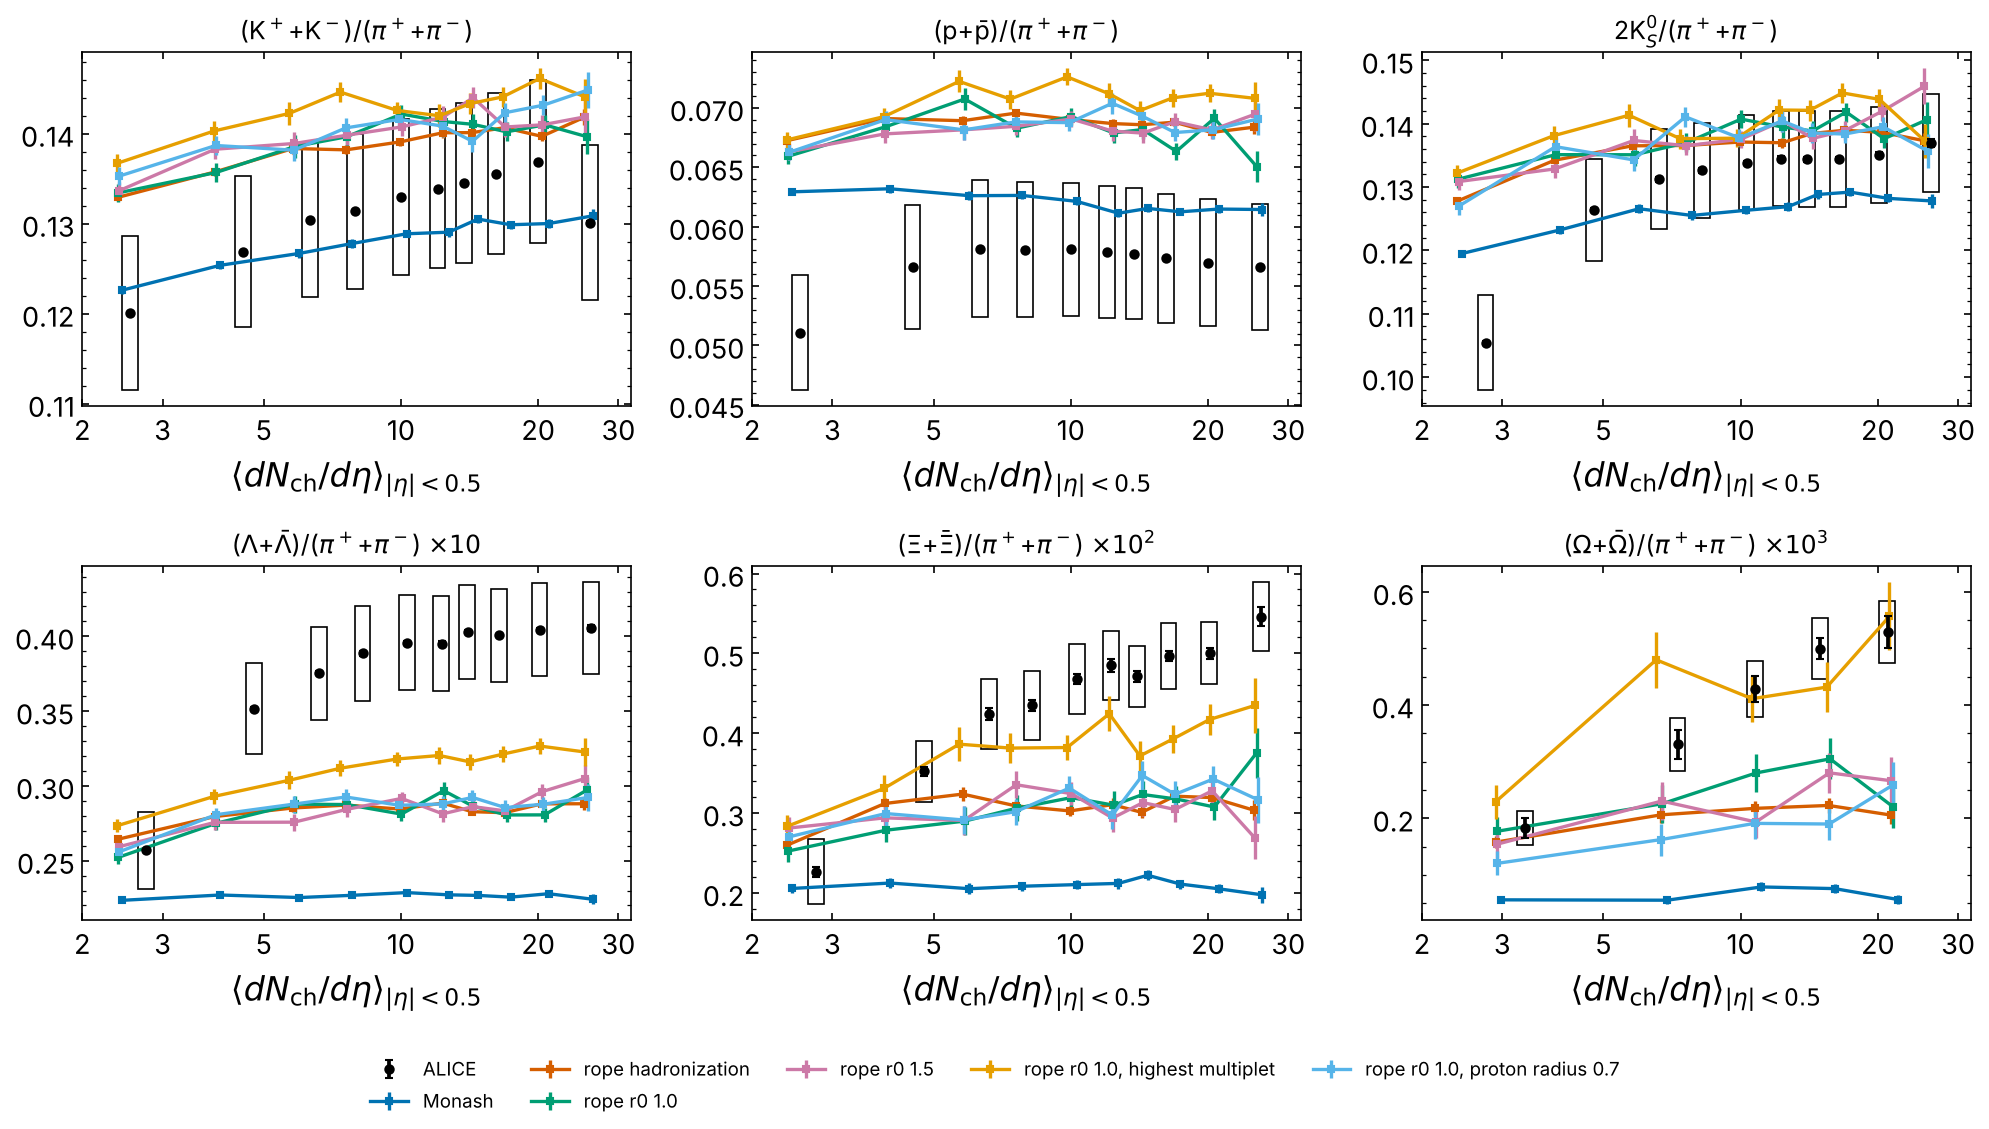 (K⁺+K⁻)/(π⁺+π⁻)
0.14
0.13
0.12
0.11
2 3 5 10 20 30
⟨dN_ch/dη⟩_|η|<0.5
(p+p̄)/(π⁺+π⁻)
0.070
0.065
0.060
0.055
0.050
0.045
2 3 5 10 20 30
⟨dN_ch/dη⟩_|η|<0.5
2K⁰_S/(π⁺+π⁻)
0.15
0.14
0.13
0.12
0.11
0.10
2 3 5 10 20 30
⟨dN_ch/dη⟩_|η|<0.5
(Λ+Λ̄)/(π⁺+π⁻) ×10
0.40
0.35
0.30
0.25
2 3 5 10 20 30
⟨dN_ch/dη⟩_|η|<0.5
(Ξ+Ξ̄)/(π⁺+π⁻) ×10²
0.6
0.5
0.4
0.3
0.2
2 3 5 10 20 30
⟨dN_ch/dη⟩_|η|<0.5
(Ω+Ω̄)/(π⁺+π⁻) ×10³
0.6
0.4
0.2
2 3 5 10 20 30
⟨dN_ch/dη⟩_|η|<0.5
ALICE rope hadronization rope r0 1.5 rope r0 1.0, highest multiplet rope r0 1.0, proton radius 0.7
Monash rope r0 1.0